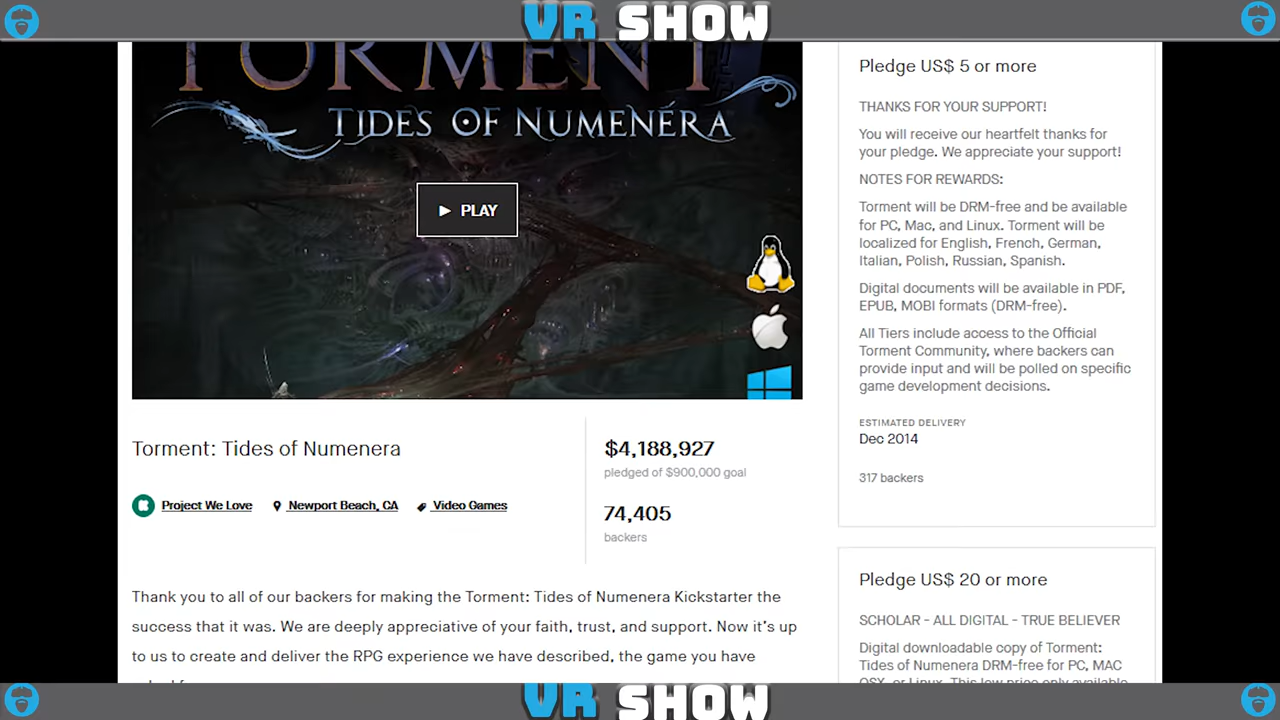 VR SHOW
TORMENT
TIDES OF NUMENÉRA
PLAY
Torment: Tides of Numenera
Project We Love
Newport Beach, CA
Video Games
$4,188,927
pledged of $900,000 goal
74,405
backers
Thank you to all of our backers for making the Torment: Tides of Numenera Kickstarter the
success that it was. We are deeply appreciative of your faith, trust, and support. Now it's up
to us to create and deliver the RPG experience we have described, the game you have
Pledge US$ 5 or more
THANKS FOR YOUR SUPPORT!
You will receive our heartfelt thanks for
your pledge. We appreciate your support!
NOTES FOR REWARDS:
Torment will be DRM-free and be available
for PC, Mac, and Linux. Torment will be
localized for English, French, German,
Italian, Polish, Russian, Spanish.
Digital documents will be available in PDF,
EPUB, MOBI formats (DRM-free).
All Tiers include access to the Official
Torment Community, where backers can
provide input and will be polled on specific
game development decisions.
ESTIMATED DELIVERY
Dec 2014
317 backers
Pledge US$ 20 or more
SCHOLAR - ALL DIGITAL - TRUE BELIEVER
Digital downloadable copy of Torment:
Tides of Numenera DRM-free for PC, MAC
OSX, or Linux. This low price only available
VR SHOW